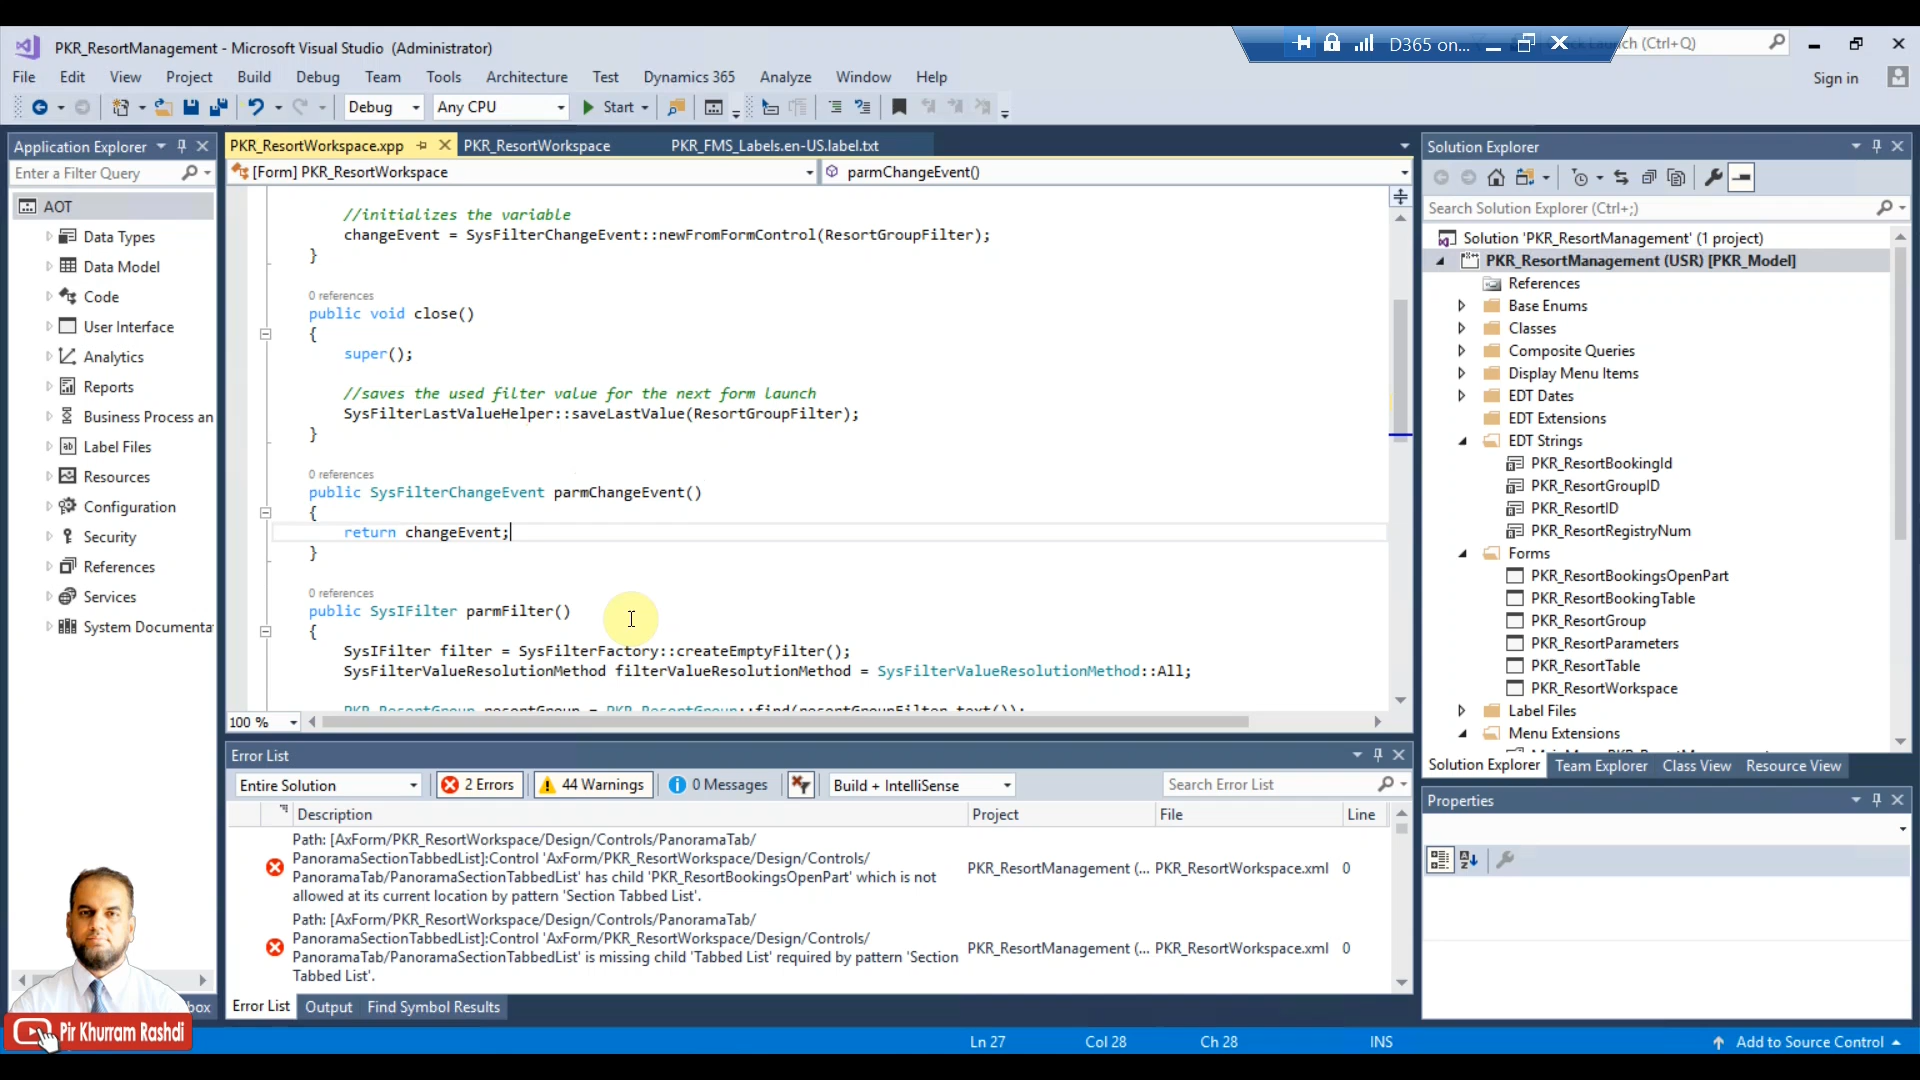 PKR_ResortManagement - Microsoft Visual Studio (Administrator)
D365 on...
ch (Ctrl+Q)
File Edit View Project Build Debug Team Tools Architecture Test Dynamics 365 Analyze Window Help
Sign in
Debug Any CPU Start
Application Explorer
Enter a Filter Query
AOT
Data Types
Data Model
Code
User Interface
Analytics
Reports
Business Process an
Label Files
Resources
Configuration
Security
References
Services
System Documenta
box
Pir Khurram Rashdi
PKR_ResortWorkspace.xpp PKR_ResortWorkspace PKR_FMS_Labels.en-US.label.txt
[Form] PKR_ResortWorkspace parmChangeEvent()
//initializes the variable
changeEvent = SysFilterChangeEvent::newFromFormControl(ResortGroupFilter);
}
0 references
public void close()
{
super();
//saves the used filter value for the next form launch
SysFilterLastValueHelper::saveLastValue(ResortGroupFilter);
}
0 references
public SysFilterChangeEvent parmChangeEvent()
{
return changeEvent;
}
0 references
public SysIFilter parmFilter()
{
SysIFilter filter = SysFilterFactory::createEmptyFilter();
SysFilterValueResolutionMethod filterValueResolutionMethod = SysFilterValueResolutionMethod::All;
PKR_ResortGroup resortGroup = PKR_ResortGroup::find(resortGroupFilter.text());
100 %
Error List
Entire Solution 2 Errors 44 Warnings 0 Messages Build + IntelliSense Search Error List
Description Project File Line
Path: [AxForm/PKR_ResortWorkspace/Design/Controls/PanoramaTab/
PanoramaSectionTabbedList]:Control 'AxForm/PKR_ResortWorkspace/Design/Controls/
PanoramaTab/PanoramaSectionTabbedList' has child 'PKR_ResortBookingsOpenPart' which is not
allowed at its current location by pattern 'Section Tabbed List'.
PKR_ResortManagement (... PKR_ResortWorkspace.xml 0
Path: [AxForm/PKR_ResortWorkspace/Design/Controls/PanoramaTab/
PanoramaSectionTabbedList]:Control 'AxForm/PKR_ResortWorkspace/Design/Controls/
PanoramaTab/PanoramaSectionTabbedList' is missing child 'Tabbed List' required by pattern 'Section
Tabbed List'.
PKR_ResortManagement (... PKR_ResortWorkspace.xml 0
Error List Output Find Symbol Results
Solution Explorer
Search Solution Explorer (Ctrl+;)
Solution 'PKR_ResortManagement' (1 project)
PKR_ResortManagement (USR) [PKR_Model]
References
Base Enums
Classes
Composite Queries
Display Menu Items
EDT Dates
EDT Extensions
EDT Strings
PKR_ResortBookingId
PKR_ResortGroupID
PKR_ResortID
PKR_ResortRegistryNum
Forms
PKR_ResortBookingsOpenPart
PKR_ResortBookingTable
PKR_ResortGroup
PKR_ResortParameters
PKR_ResortTable
PKR_ResortWorkspace
Label Files
Menu Extensions
Solution Explorer Team Explorer Class View Resource View
Properties
Ln 27 Col 28 Ch 28 INS Add to Source Control